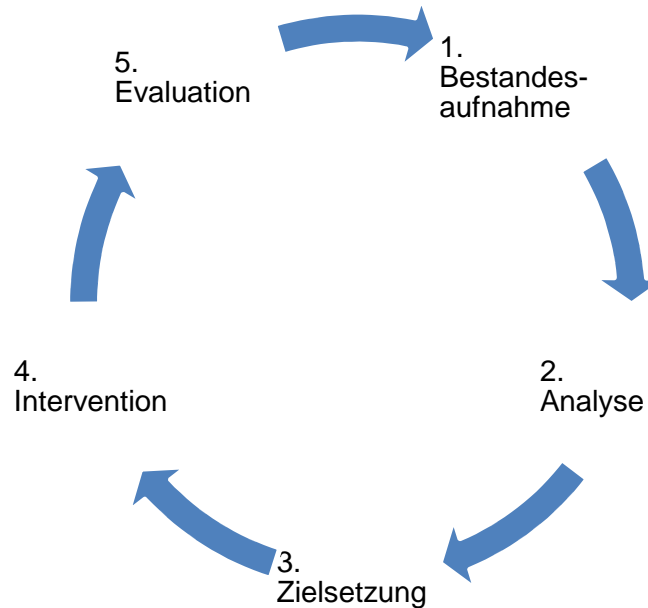 1.
Bestandes-
aufnahme
2.
Analyse
3.
Zielsetzung
4.
Intervention
5.
Evaluation